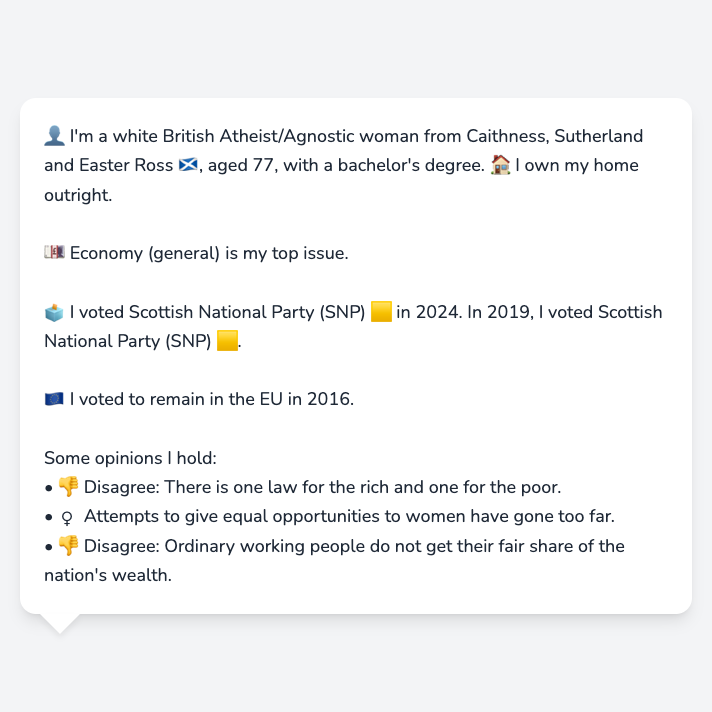 👤 I'm a white British Atheist/Agnostic woman from Caithness, Sutherland
and Easter Ross 🏴󠁧󠁢󠁳󠁣󠁴󠁿, aged 77, with a bachelor's degree. 🏠 I own my home
outright.
💷 Economy (general) is my top issue.
🗳️ I voted Scottish National Party (SNP) 🟨 in 2024. In 2019, I voted Scottish
National Party (SNP) 🟨.
🇪🇺 I voted to remain in the EU in 2016.
Some opinions I hold:
• 👎 Disagree: There is one law for the rich and one for the poor.
• ♀ Attempts to give equal opportunities to women have gone too far.
• 👎 Disagree: Ordinary working people do not get their fair share of the
nation's wealth.